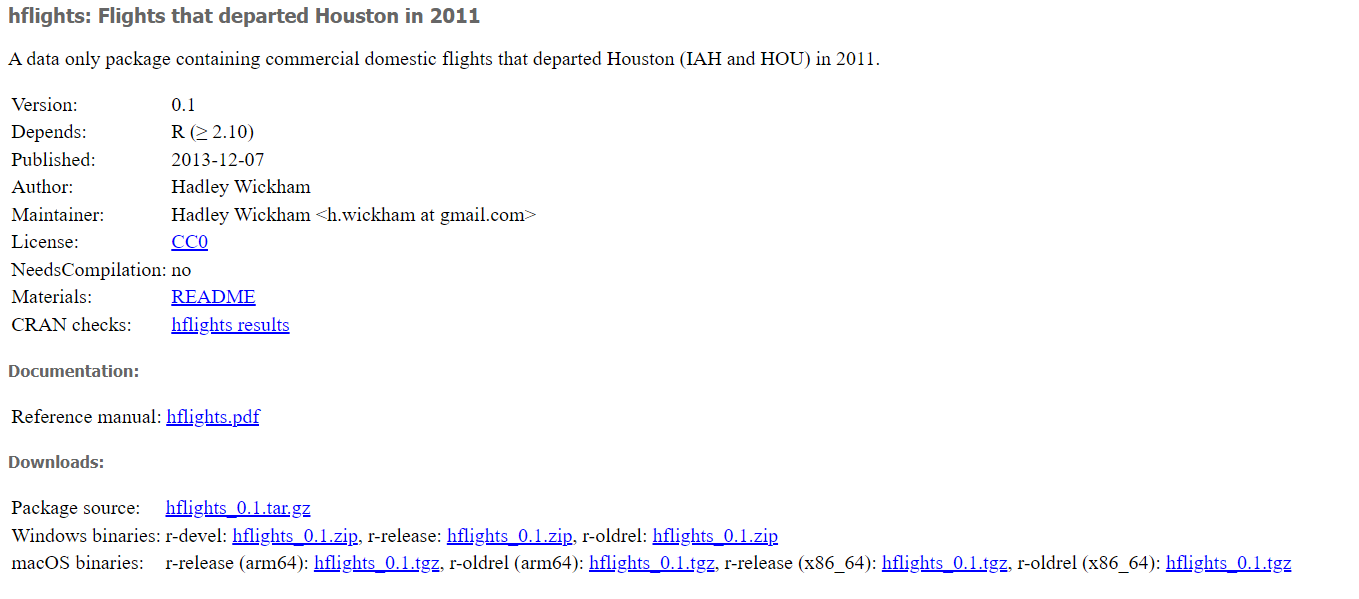 hflights: Flights that departed Houston in 2011
A data only package containing commercial domestic flights that departed Houston (IAH and HOU) in 2011.
Version: 0.1
Depends: R (≥ 2.10)
Published: 2013-12-07
Author: Hadley Wickham
Maintainer: Hadley Wickham <h.wickham at gmail.com>
License: CC0
NeedsCompilation: no
Materials: README
CRAN checks: hflights results
Documentation:
Reference manual: hflights.pdf
Downloads:
Package source: hflights_0.1.tar.gz
Windows binaries: r-devel: hflights_0.1.zip, r-release: hflights_0.1.zip, r-oldrel: hflights_0.1.zip
macOS binaries: r-release (arm64): hflights_0.1.tgz, r-oldrel (arm64): hflights_0.1.tgz, r-release (x86_64): hflights_0.1.tgz, r-oldrel (x86_64): hflights_0.1.tgz